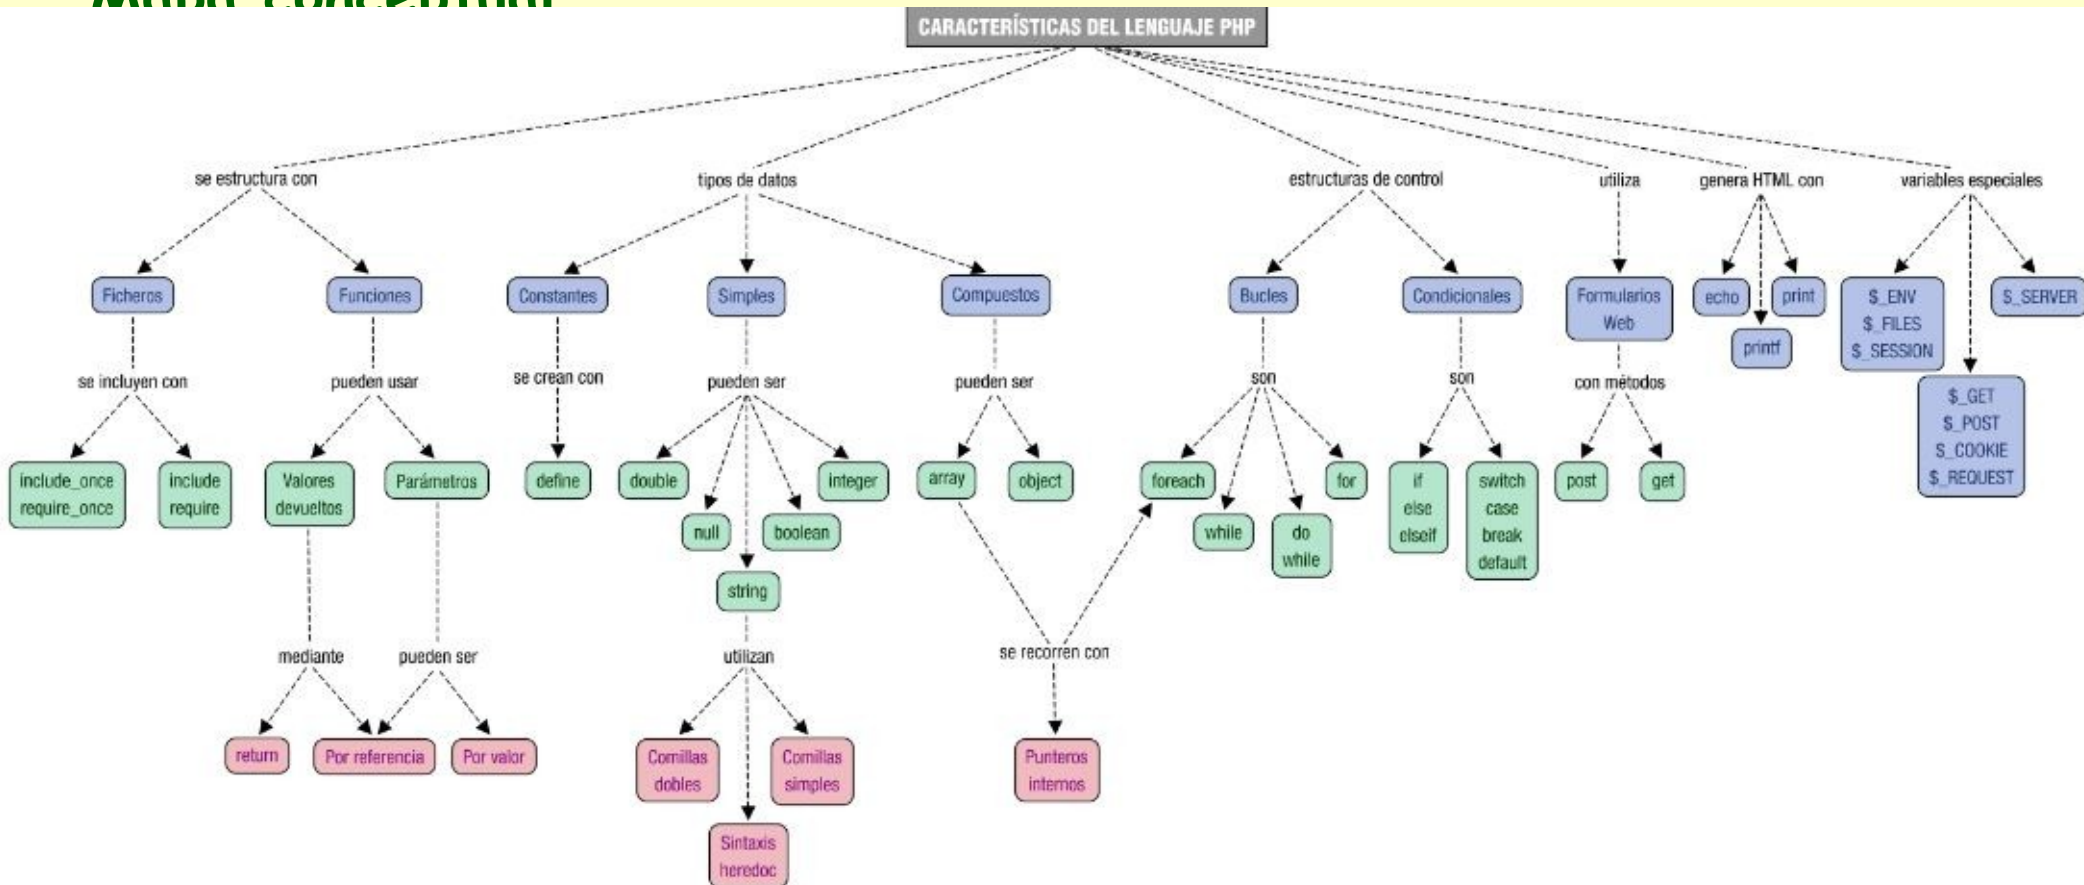 Mapa conceptual
CARACTERÍSTICAS DEL LENGUAJE PHP
se estructura con
tipos de datos
estructuras de control
utiliza
genera HTML con
variables especiales
Ficheros
Funciones
Constantes
Simples
Compuestos
Bucles
Condicionales
Formularios
Web
echo
print
printf
$_ENV
$_FILES
$_SESSION
$_SERVER
$_GET
$_POST
$_COOKIE
$_REQUEST
se incluyen con
pueden usar
se crean con
pueden ser
pueden ser
son
son
con métodos
include_once
require_once
include
require
Valores
devueltos
Parámetros
define
double
null
string
boolean
integer
array
object
foreach
while
do
while
for
if
else
elseif
switch
case
break
default
post
get
mediante
pueden ser
utilizan
se recorren con
return
Por referencia
Por valor
Comillas
dobles
Sintaxis
heredoc
Comillas
simples
Punteros
internos